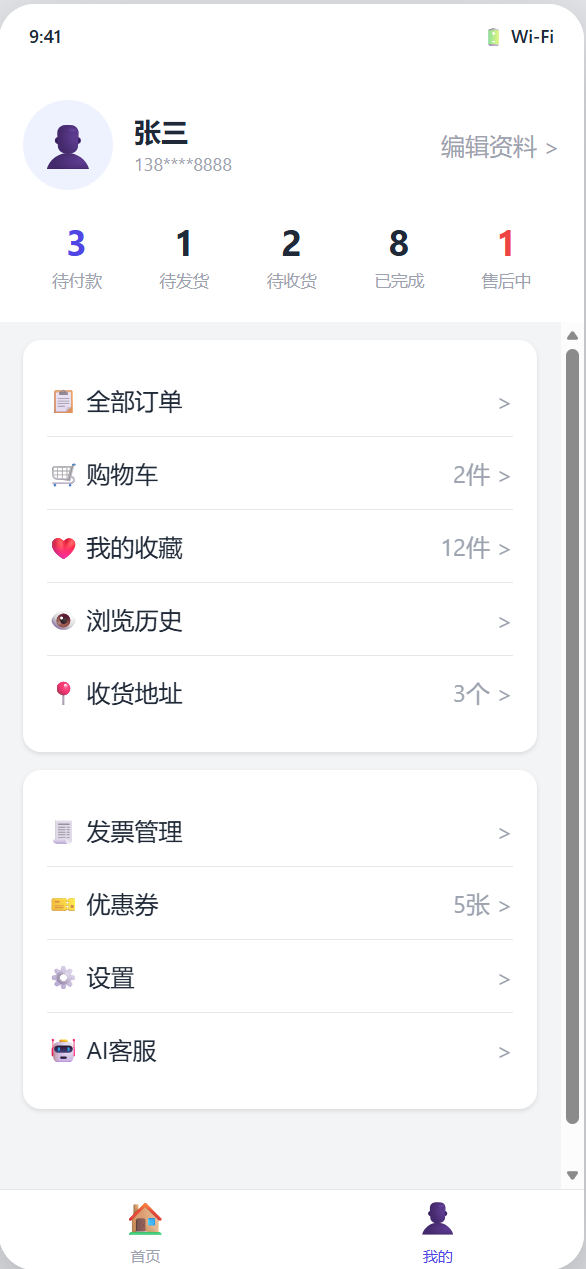 9:41 Wi-Fi
张三
138****8888
编辑资料 >
3 1 2 8 1
待付款 待发货 待收货 已完成 售后中
全部订单 >
购物车 2件 >
我的收藏 12件 >
浏览历史 >
收货地址 3个 >
发票管理 >
优惠券 5张 >
设置 >
AI客服 >
首页 我的